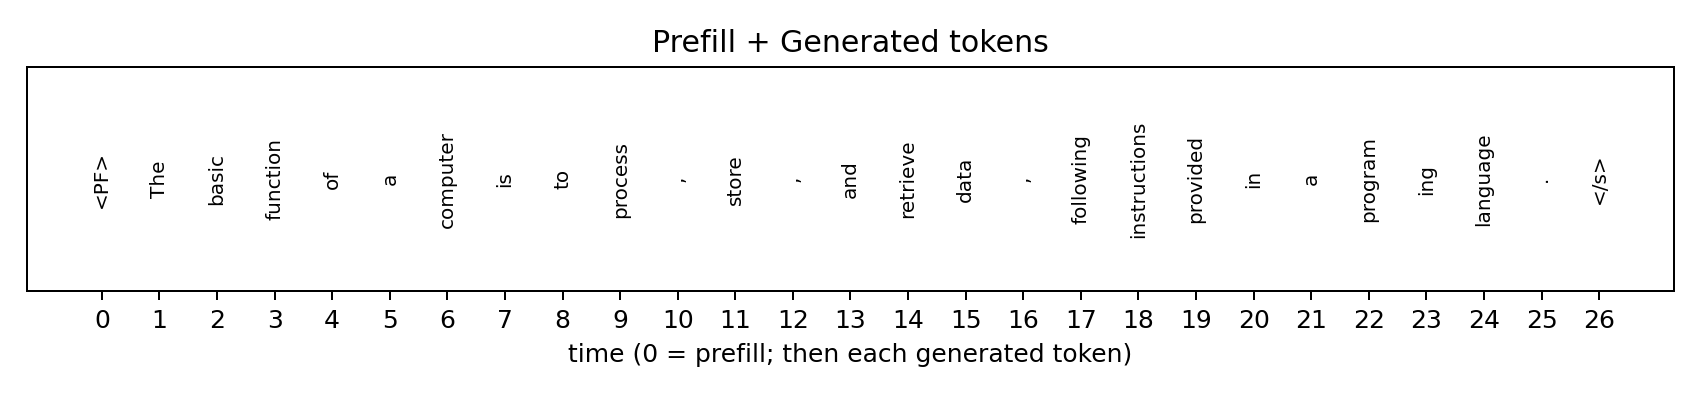 Prefill + Generated tokens
<PF> The basic function of a computer is to process , store , and retrieve data , following instructions provided in a program ing language . </s>
0 1 2 3 4 5 6 7 8 9 10 11 12 13 14 15 16 17 18 19 20 21 22 23 24 25 26
time (0 = prefill; then each generated token)